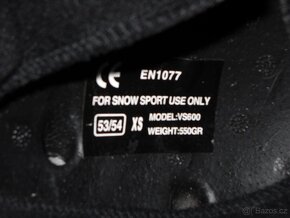 CE EN1077
FOR SNOW SPORT USE ONLY
53/54 XS MODEL:VS600
WEIGHT:550GR
Bazos.cz